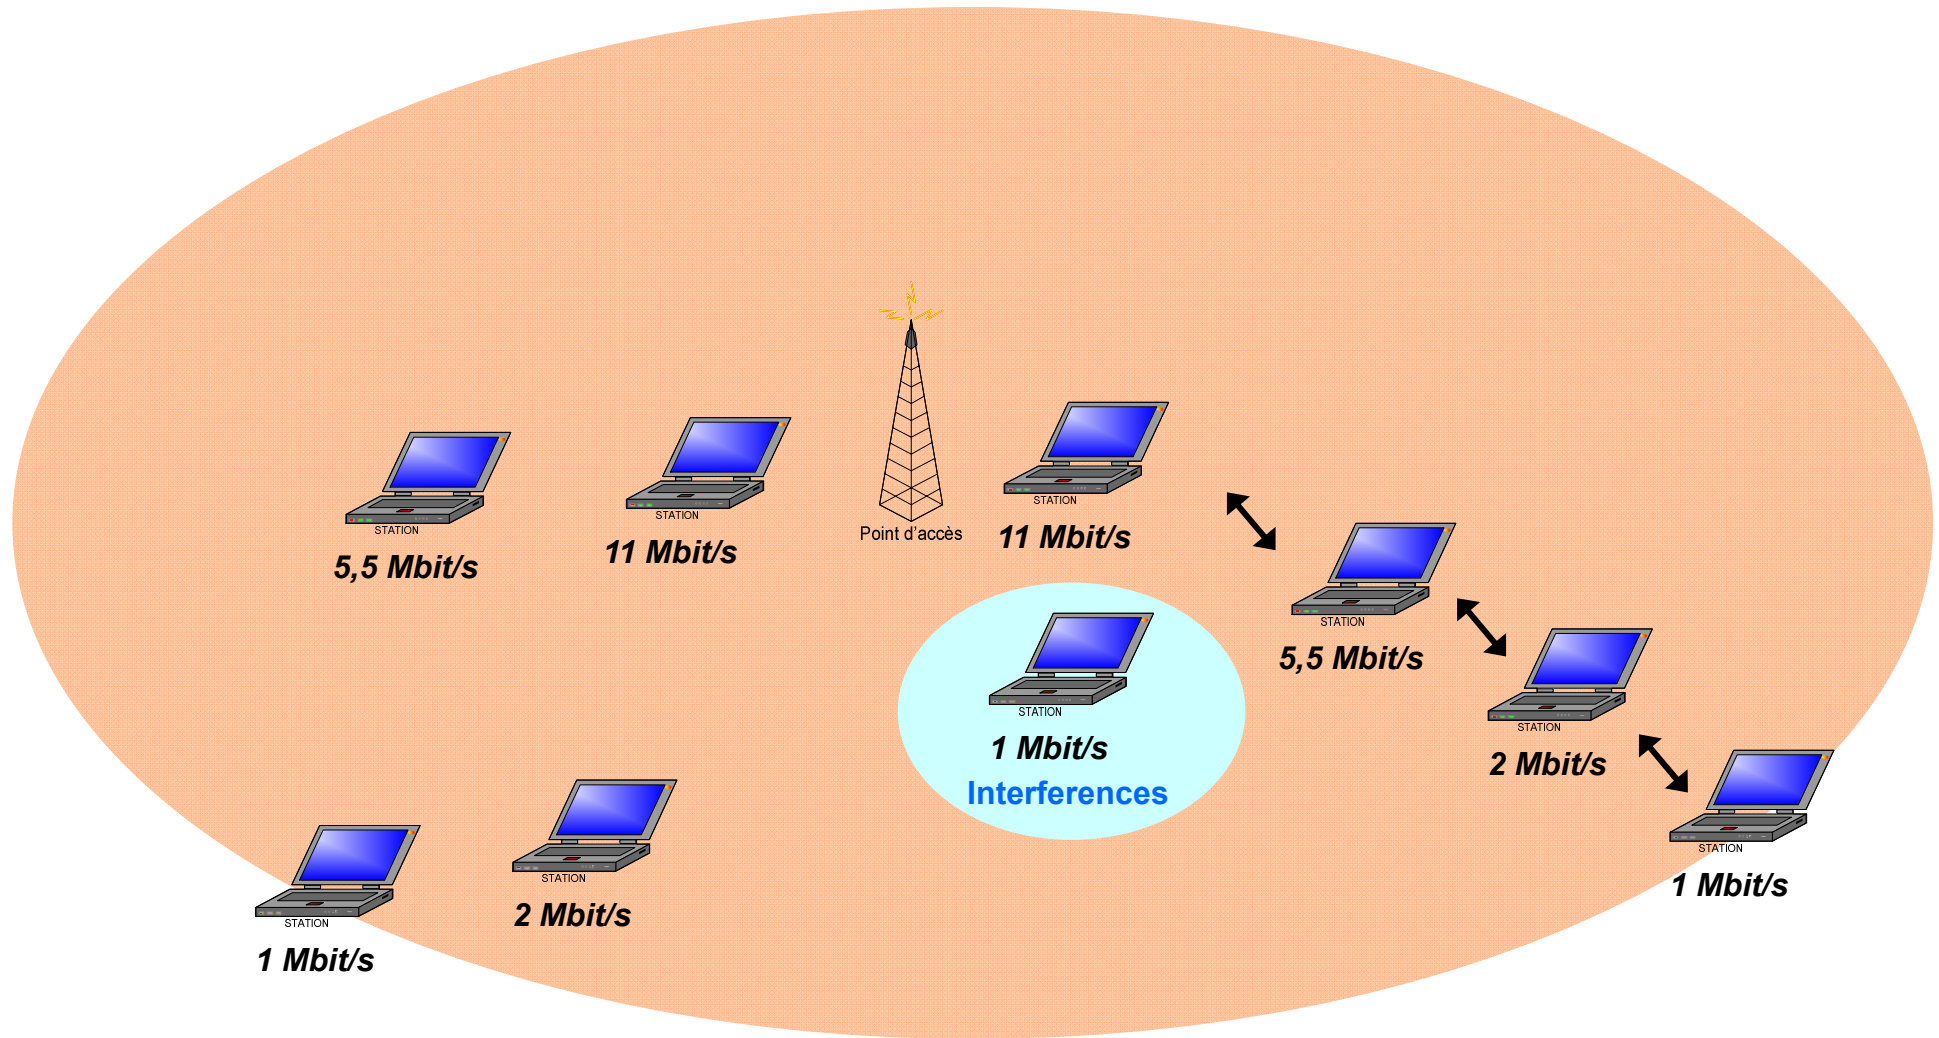 STATION
5,5 Mbit/s
STATION
11 Mbit/s
Point d'accès
STATION
11 Mbit/s
STATION
5,5 Mbit/s
STATION
1 Mbit/s
Interferences
STATION
2 Mbit/s
STATION
1 Mbit/s
STATION
2 Mbit/s
STATION
1 Mbit/s